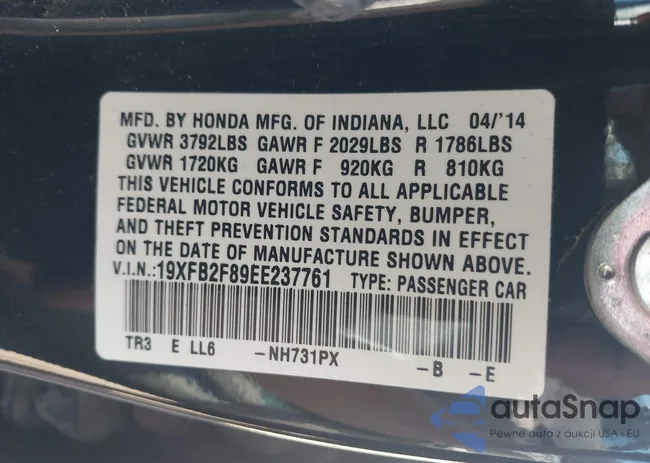 MFD. BY HONDA MFG. OF INDIANA, LLC 04/'14
GVWR 3792LBS GAWR F 2029LBS R 1786LBS
GVWR 1720KG GAWR F 920KG R 810KG
THIS VEHICLE CONFORMS TO ALL APPLICABLE
FEDERAL MOTOR VEHICLE SAFETY, BUMPER,
AND THEFT PREVENTION STANDARDS IN EFFECT
ON THE DATE OF MANUFACTURE SHOWN ABOVE.
V.I.N.:19XFB2F89EE237761 TYPE: PASSENGER CAR
TR3 E LL6 -NH731PX -B -E
autaSnap
Pewne auta z aukcji USA i EU